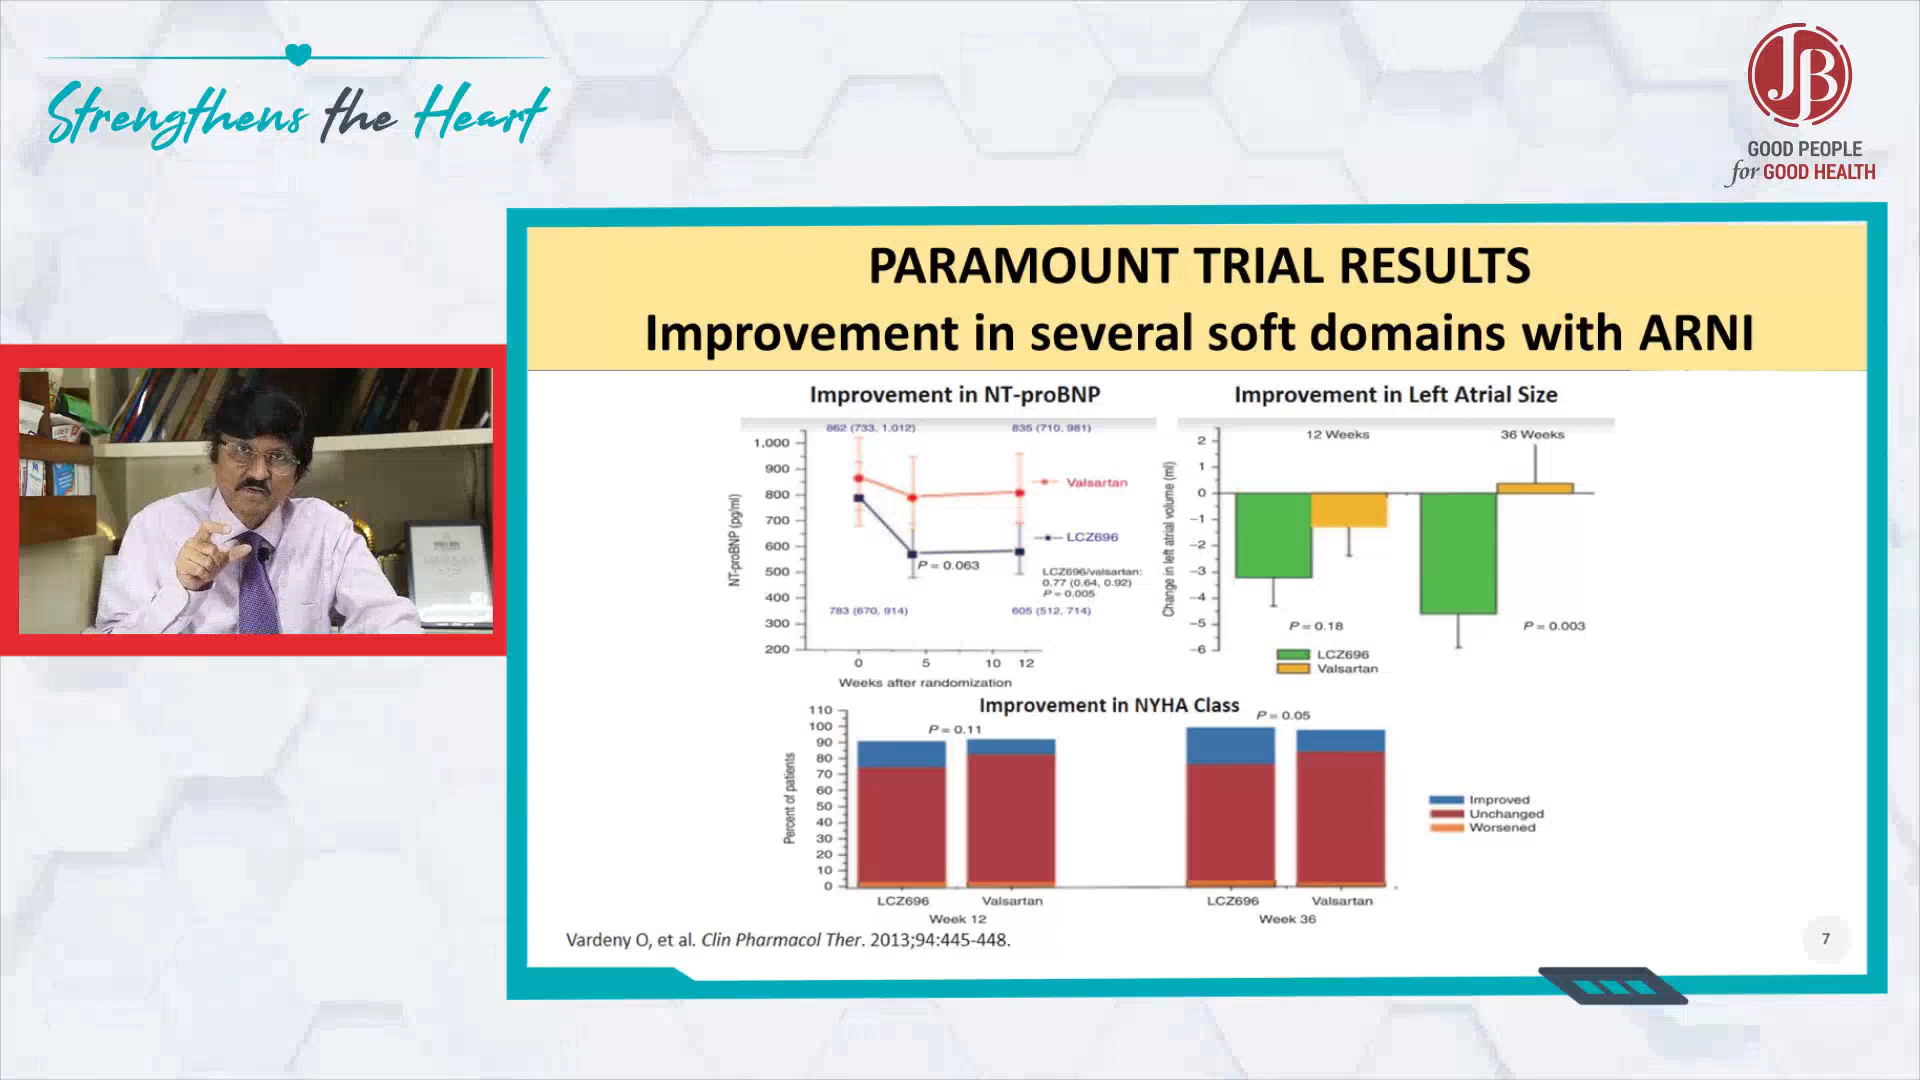 Strengthens the Heart
JB
GOOD PEOPLE
for GOOD HEALTH
PARAMOUNT TRIAL RESULTS
Improvement in several soft domains with ARNI
Improvement in NT-proBNP
862 (733, 1,012)
835 (710, 981)
NT-proBNP (pg/ml)
1,000
900
800
700
600
500
400
300
200
Valsartan
LCZ696
P = 0.063
LCZ696/valsartan:
0.77 (0.64, 0.92)
P = 0.005
783 (670, 914)
605 (512, 714)
0 5 10 12
Weeks after randomization
Improvement in Left Atrial Size
12 Weeks
36 Weeks
Change in left atrial volume (ml)
2
1
0
−1
−2
−3
−4
−5
−6
P = 0.18
P = 0.003
LCZ696
Valsartan
Improvement in NYHA Class
P = 0.11
P = 0.05
Percent of patients
110
100
90
80
70
60
50
40
30
20
10
0
LCZ696 Valsartan LCZ696 Valsartan
Week 12 Week 36
Improved
Unchanged
Worsened
Vardeny O, et al. Clin Pharmacol Ther. 2013;94:445-448.
7